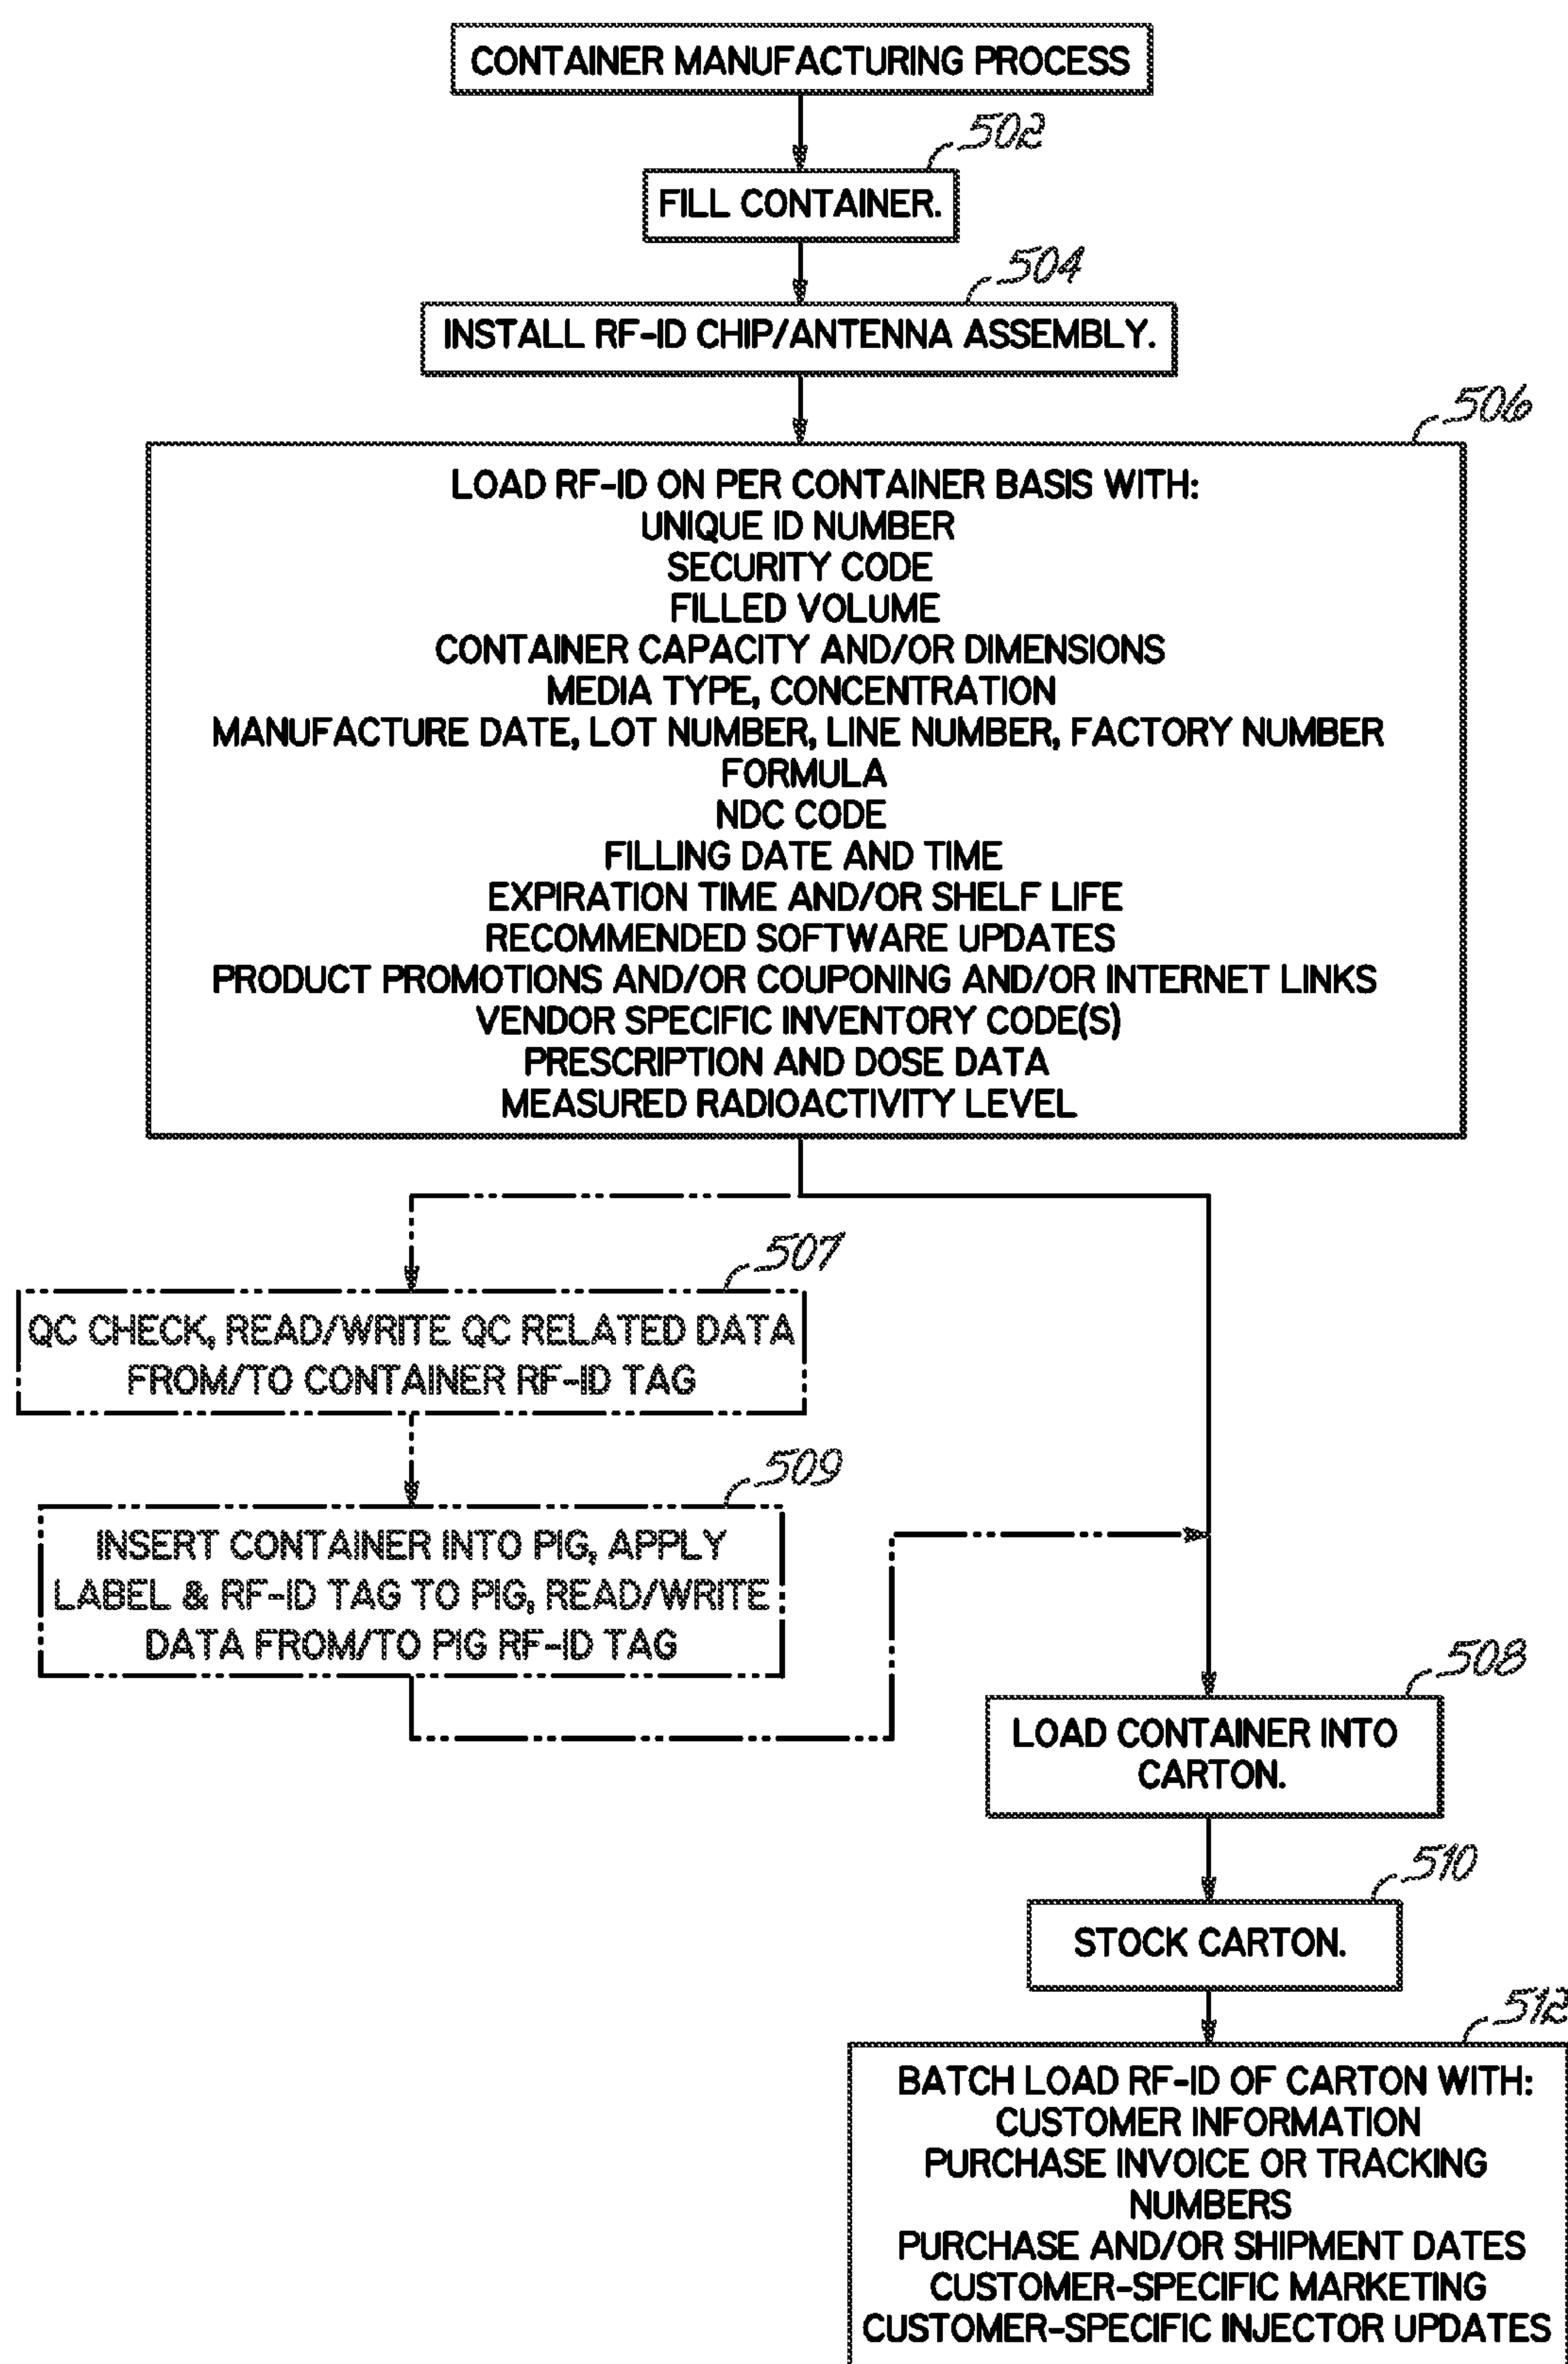 CONTAINER MANUFACTURING PROCESS
502
FILL CONTAINER.
504
INSTALL RF-ID CHIP/ANTENNA ASSEMBLY.
506
LOAD RF-ID ON PER CONTAINER BASIS WITH:
UNIQUE ID NUMBER
SECURITY CODE
FILLED VOLUME
CONTAINER CAPACITY AND/OR DIMENSIONS
MEDIA TYPE, CONCENTRATION
MANUFACTURE DATE, LOT NUMBER, LINE NUMBER, FACTORY NUMBER
FORMULA
NDC CODE
FILLING DATE AND TIME
EXPIRATION TIME AND/OR SHELF LIFE
RECOMMENDED SOFTWARE UPDATES
PRODUCT PROMOTIONS AND/OR COUPONING AND/OR INTERNET LINKS
VENDOR SPECIFIC INVENTORY CODE(S)
PRESCRIPTION AND DOSE DATA
MEASURED RADIOACTIVITY LEVEL
507
QC CHECK, READ/WRITE QC RELATED DATA
FROM/TO CONTAINER RF-ID TAG
509
INSERT CONTAINER INTO PIG, APPLY
LABEL & RF-ID TAG TO PIG, READ/WRITE
DATA FROM/TO PIG RF-ID TAG
508
LOAD CONTAINER INTO
CARTON.
510
STOCK CARTON.
512
BATCH LOAD RF-ID OF CARTON WITH:
CUSTOMER INFORMATION
PURCHASE INVOICE OR TRACKING
NUMBERS
PURCHASE AND/OR SHIPMENT DATES
CUSTOMER-SPECIFIC MARKETING
CUSTOMER-SPECIFIC INJECTOR UPDATES